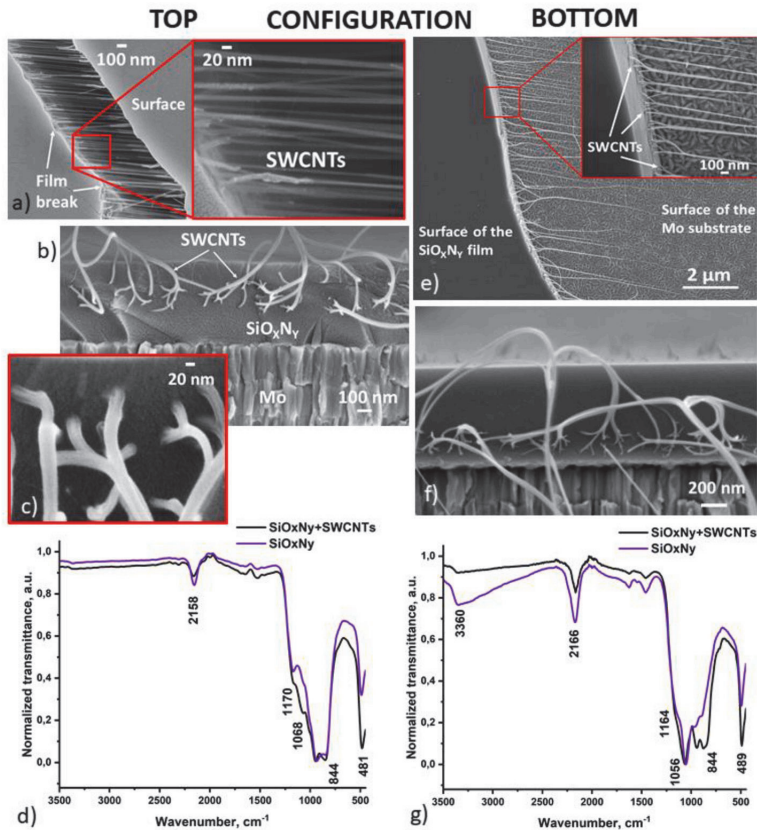 TOP CONFIGURATION BOTTOM
100 nm
20 nm
Surface
SWCNTs
Film
break
a)
SWCNTs
100 nm
Surface of the
SiOXNY film
Surface of the
Mo substrate
2 µm
e)
b)
SWCNTs
SiOXNY
Mo
100 nm
20 nm
c)
f)
200 nm
SiOxNy+SWCNTs
SiOxNy
Normalized transmittance, a.u.
1,0
0,8
0,6
0,4
0,2
0,0
2158
1170
1068
844
481
3500 3000 2500 2000 1500 1000 500
Wavenumber, cm-1
d)
SiOxNy+SWCNTs
SiOxNy
Normalized transmittance, a.u.
1,0
0,8
0,6
0,4
0,2
0,0
3360
2166
1164
1056
844
489
3500 3000 2500 2000 1500 1000 500
Wavenumber, cm-1
g)